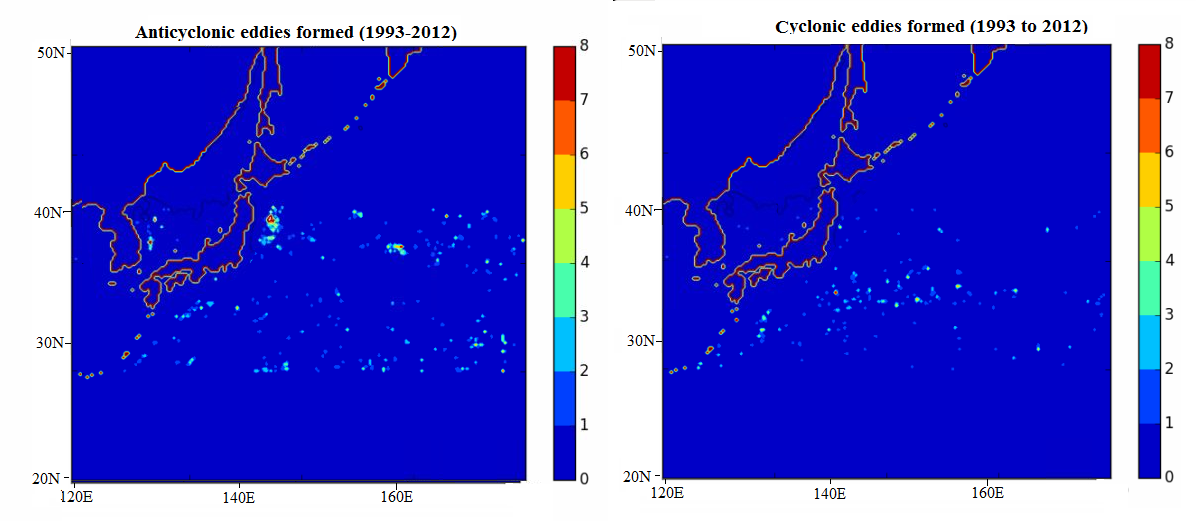 Anticyclonic eddies formed (1993-2012)
50N
40N
30N
20N
120E
140E
160E
8
7
6
5
4
3
2
1
0
Cyclonic eddies formed (1993 to 2012)
50N
40N
30N
20N
120E
140E
160E
8
7
6
5
4
3
2
1
0